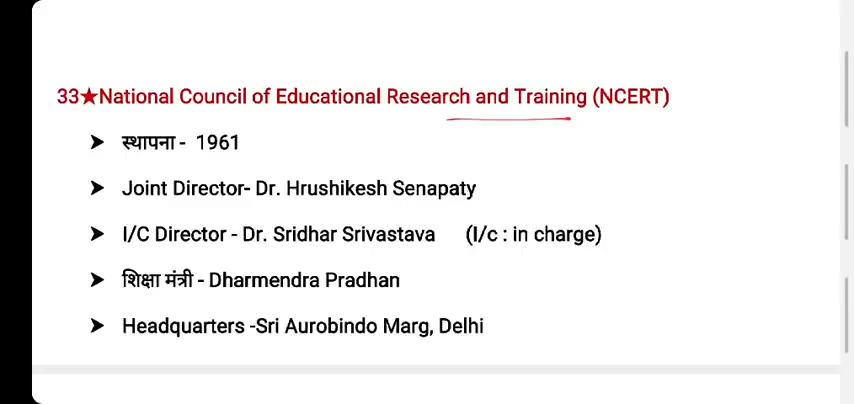 33★National Council of Educational Research and Training (NCERT)
➤ स्थापना - 1961
➤ Joint Director- Dr. Hrushikesh Senapaty
➤ I/C Director - Dr. Sridhar Srivastava (I/c : in charge)
➤ शिक्षा मंत्री - Dharmendra Pradhan
➤ Headquarters -Sri Aurobindo Marg, Delhi